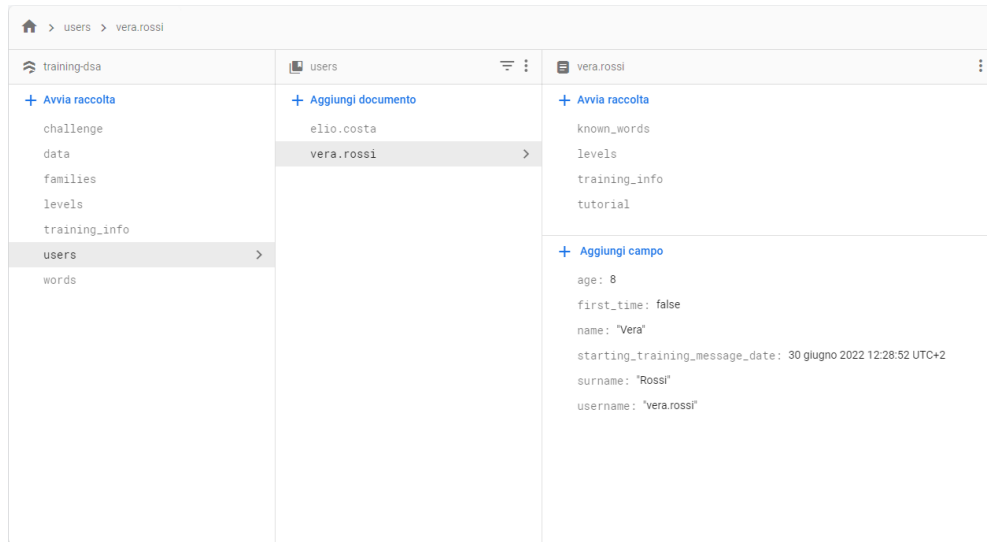 users > vera.rossi
training-dsa
+ Avvia raccolta
challenge
data
families
levels
training_info
users
words
users
+ Aggiungi documento
elio.costa
vera.rossi
vera.rossi
+ Avvia raccolta
known_words
levels
training_info
tutorial
+ Aggiungi campo
age: 8
first_time: false
name: "Vera"
starting_training_message_date: 30 giugno 2022 12:28:52 UTC+2
surname: "Rossi"
username: "vera.rossi"